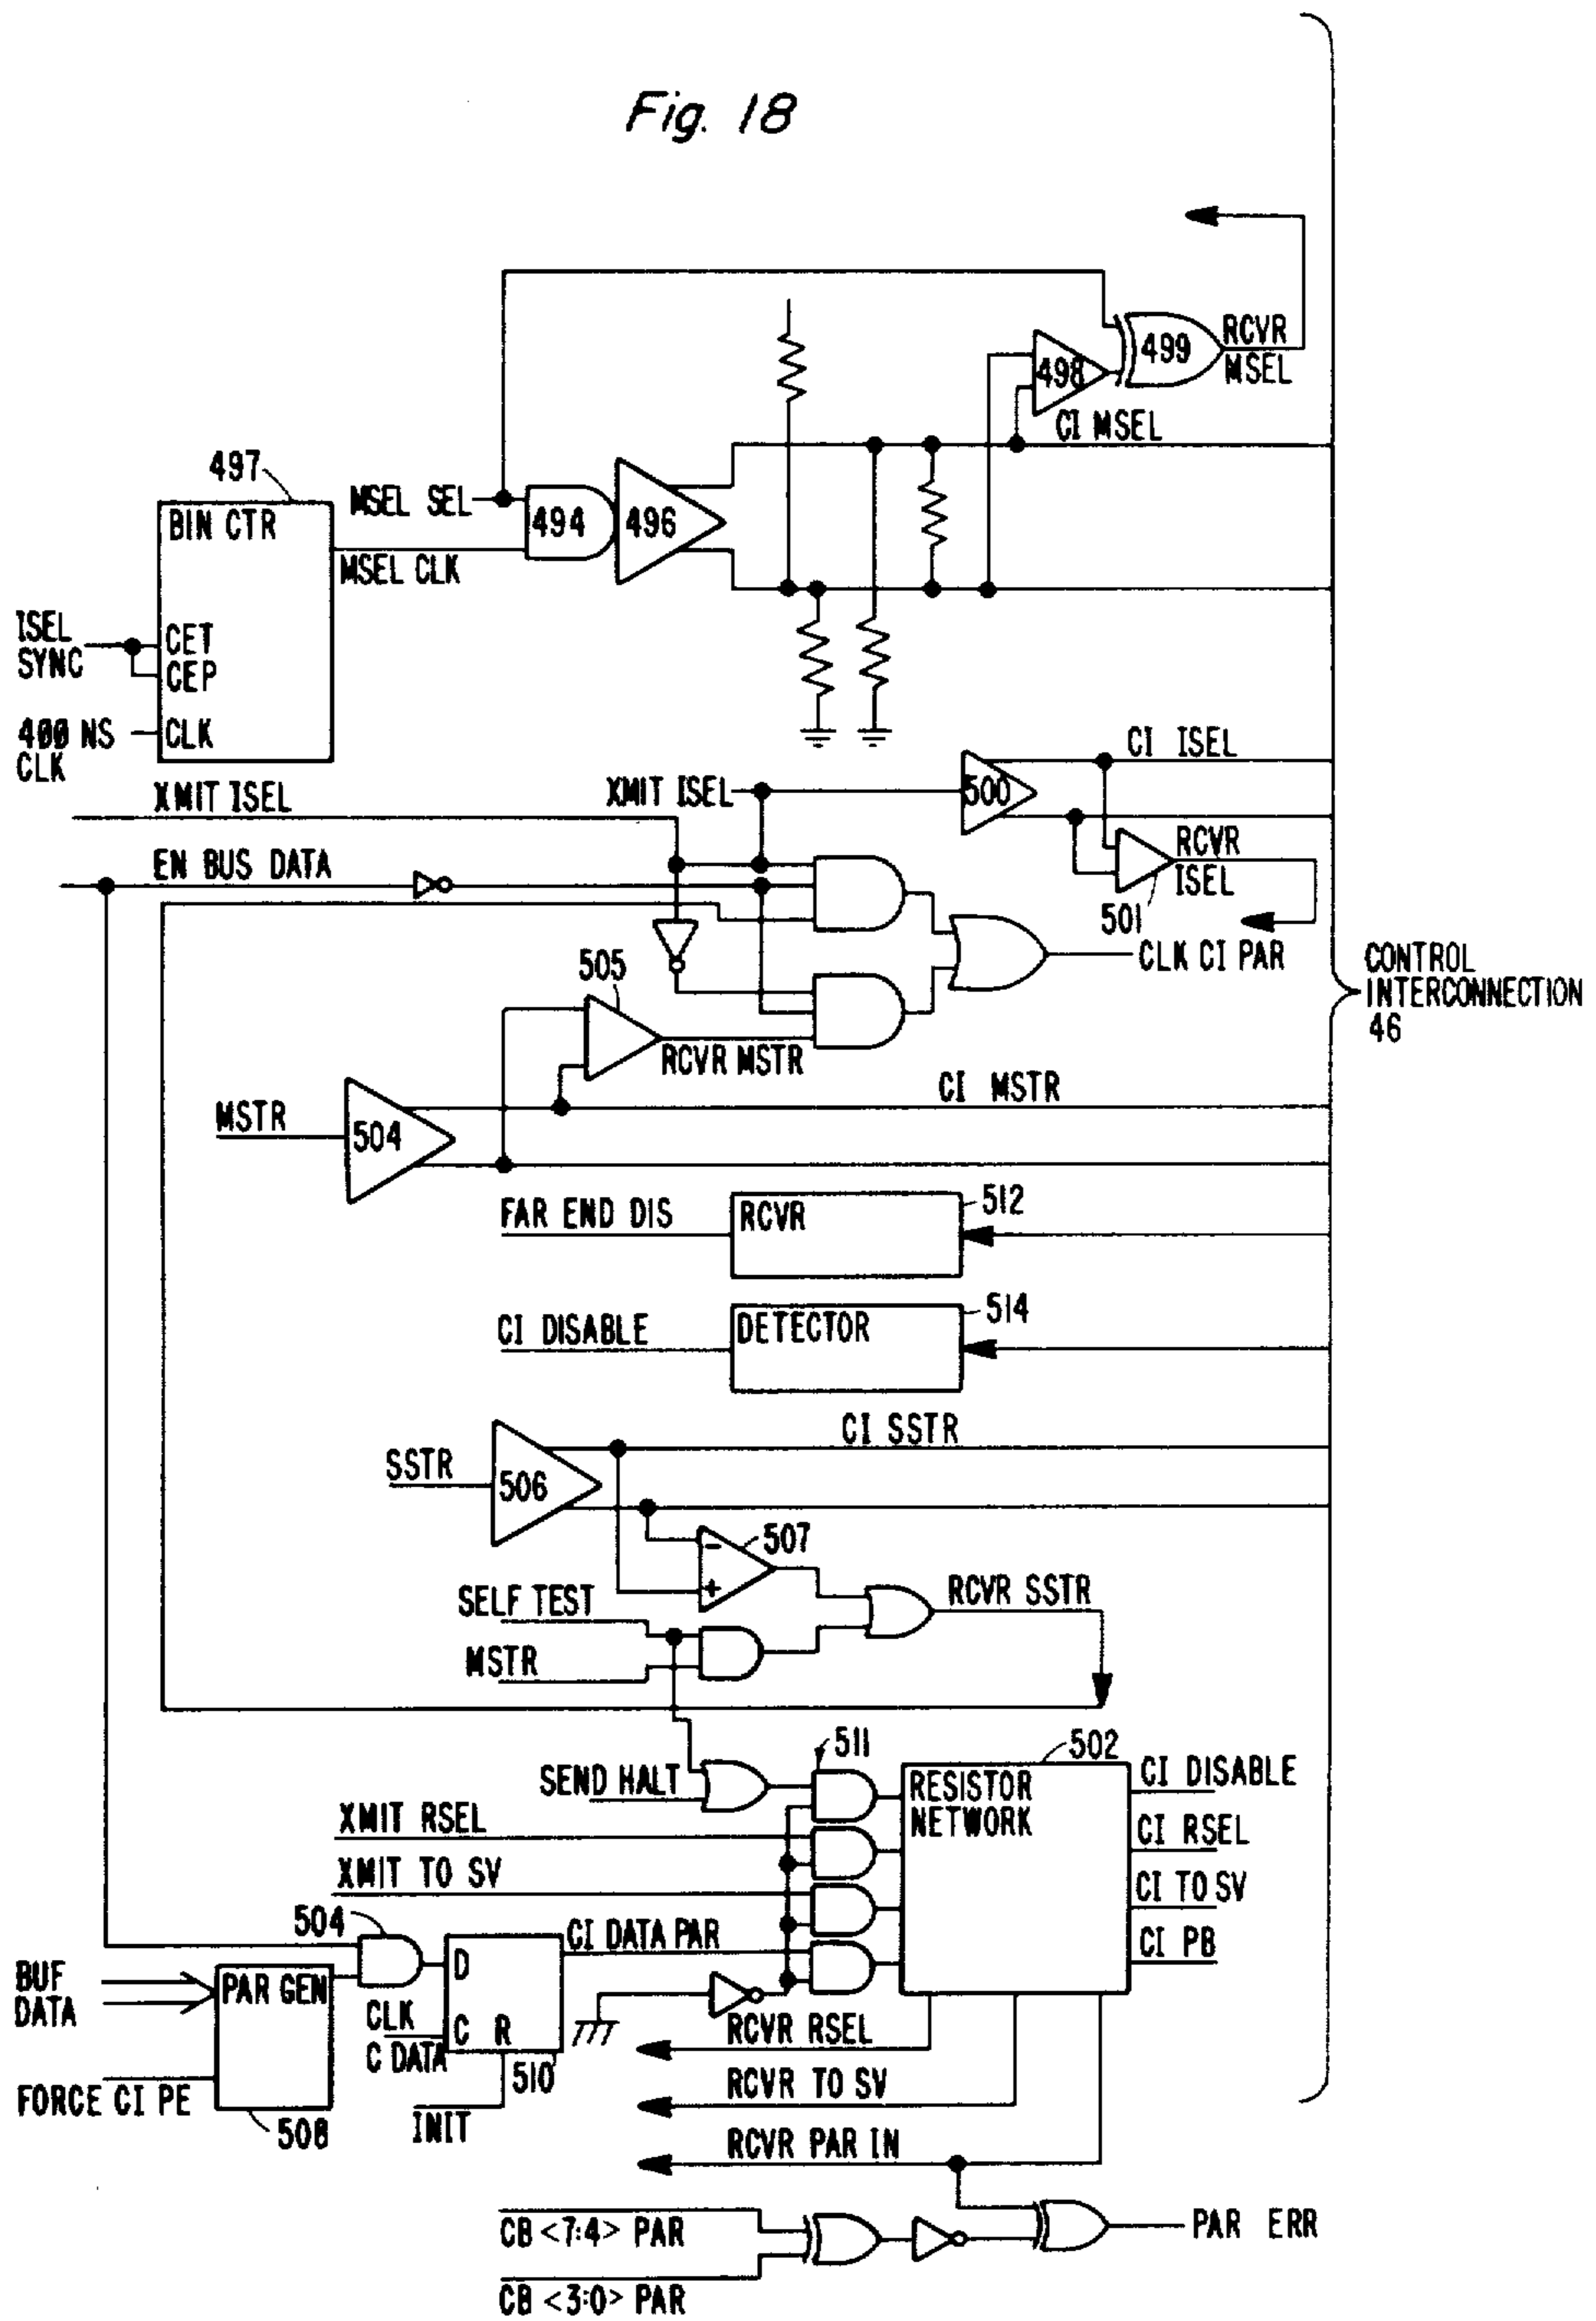 Fig. 18
RCVR
MSEL
499
498
CI MSEL
497
MSEL SEL
494
496
BIN CTR
MSEL CLK
ISEL
SYNC
CET
CEP
400 NS
CLK
CLK
CI ISEL
XMIT ISEL
XMIT ISEL
500
EN BUS DATA
RCVR
ISEL
501
CLK CI PAR
505
CONTROL
INTERCONNECTION
46
RCVR MSTR
CI MSTR
MSTR
504
FAR END DIS
RCVR
512
CI DISABLE
DETECTOR
514
CI SSTR
SSTR
506
507
-
+
SELF TEST
RCVR SSTR
MSTR
511
502
SEND HALT
RESISTOR
NETWORK
CI DISABLE
XMIT RSEL
CI RSEL
XMIT TO SV
CI TO SV
504
CI DATA PAR
CI PB
BUF
DATA
PAR GEN
D
CLK
C DATA
C R
510
RCVR RSEL
FORCE CI PE
RCVR TO SV
508
INIT
RCVR PAR IN
CB <7:4> PAR
PAR ERR
CB <3:0> PAR